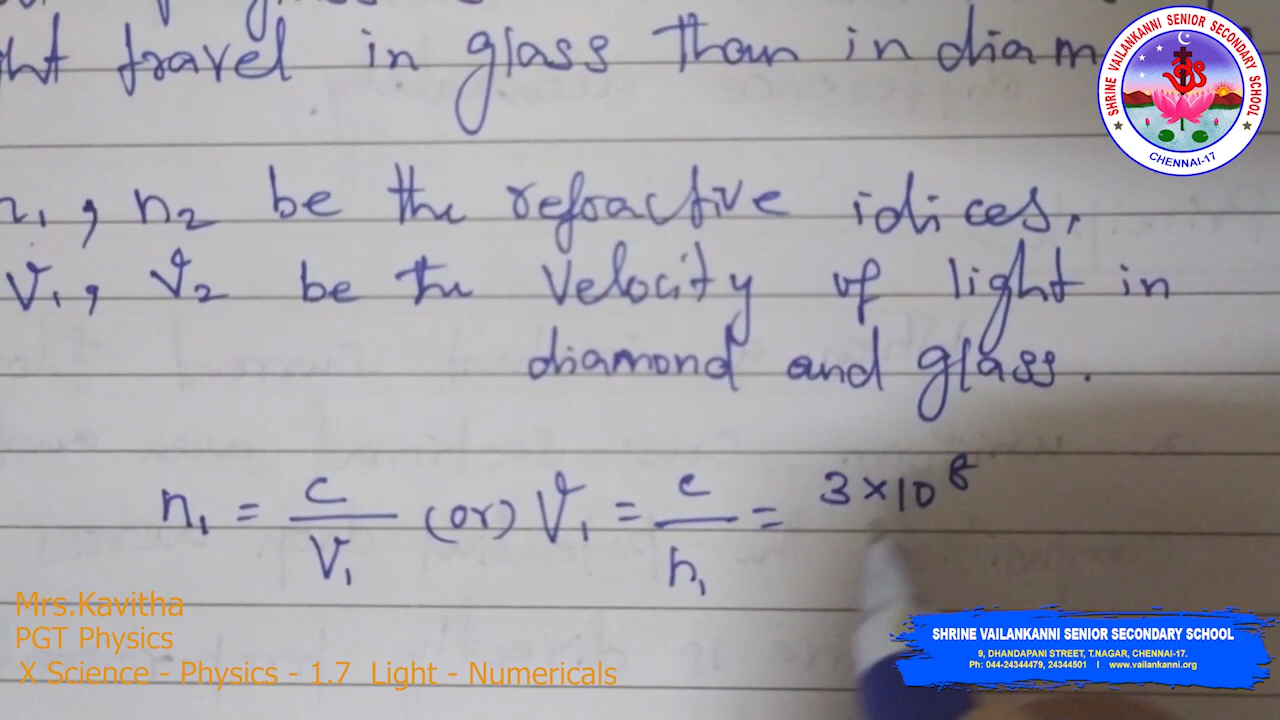 travel in glass than in diam
n1, n2 be the refractive idices,
V1, V2 be the Velocity of light in
diamond and glass.
n1 = c/V1 (or) V1 = c/n1 = 3×10^8
Mrs.Kavitha
PGT Physics
X Science - Physics - 1.7 Light - Numericals
SHRINE VAILANKANNI SENIOR SECONDARY SCHOOL
CHENNAI-17
SHRINE VAILANKANNI SENIOR SECONDARY SCHOOL
9, DHANDAPANI STREET, T.NAGAR, CHENNAI-17.
Ph: 044-24344479, 24344501 I www.vailankanni.org